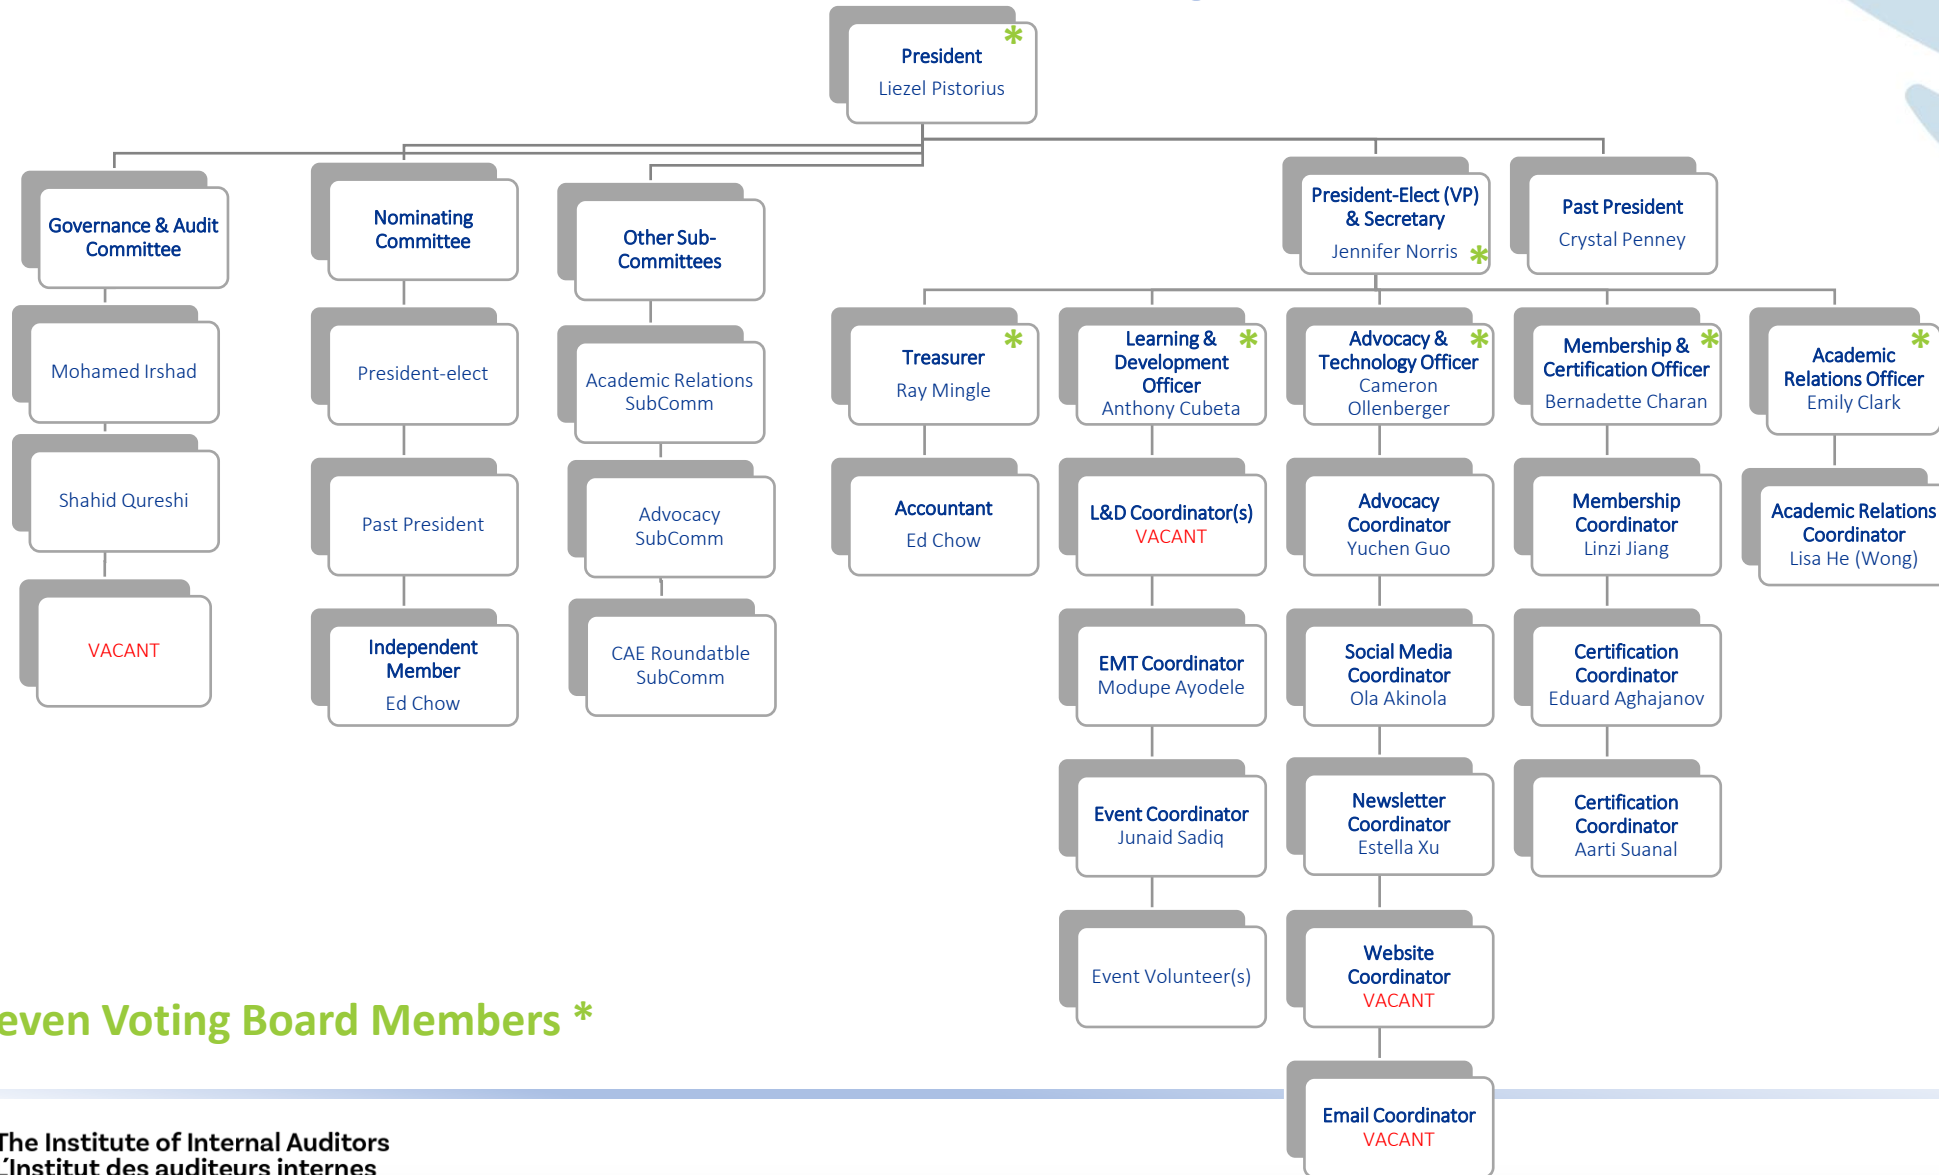 President
*
Liezel Pistorius
Governance & Audit
Committee
Mohamed Irshad
Shahid Qureshi
VACANT
Nominating
Committee
President-elect
Past President
Independent
Member
Ed Chow
Other Sub-
Committees
Academic Relations
SubComm
Advocacy
SubComm
CAE Roundatble
SubComm
President-Elect (VP)
& Secretary
Jennifer Norris *
Past President
Crystal Penney
Treasurer
*
Ray Mingle
Accountant
Ed Chow
Learning &
*
Development
Officer
Anthony Cubeta
L&D Coordinator(s)
VACANT
EMT Coordinator
Modupe Ayodele
Event Coordinator
Junaid Sadiq
Event Volunteer(s)
Advocacy &
*
Technology Officer
Cameron
Ollenberger
Advocacy
Coordinator
Yuchen Guo
Social Media
Coordinator
Ola Akinola
Newsletter
Coordinator
Estella Xu
Website
Coordinator
VACANT
Email Coordinator
VACANT
Membership &
*
Certification Officer
Bernadette Charan
Membership
Coordinator
Linzi Jiang
Certification
Coordinator
Eduard Aghajanov
Certification
Coordinator
Aarti Suanal
Academic
*
Relations Officer
Emily Clark
Academic Relations
Coordinator
Lisa He (Wong)
even Voting Board Members *
The Institute of Internal Auditors
L'Institut des auditeurs internes